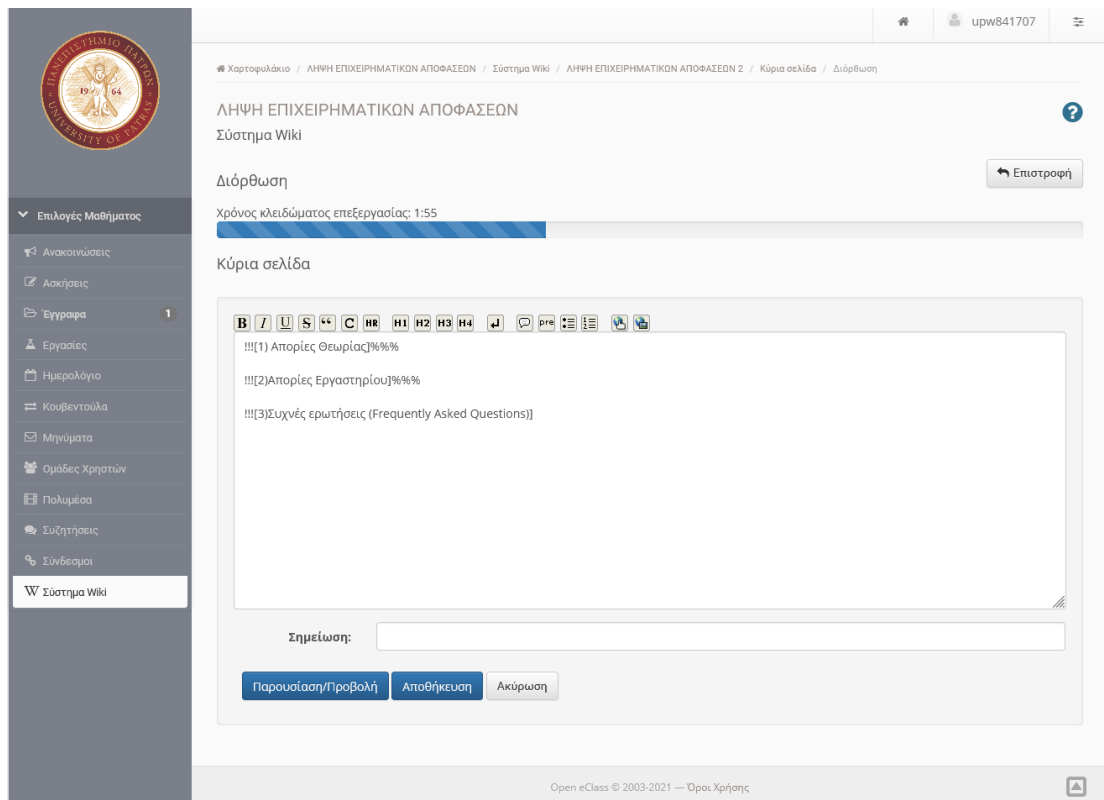 ΠΑΝΕΠΙΣΤΗΜΙΟ ΠΑΤΡΩΝ
19 64
UNIVERSITY OF PATRAS
upw841707
Χαρτοφυλάκιο / ΛΗΨΗ ΕΠΙΧΕΙΡΗΜΑΤΙΚΩΝ ΑΠΟΦΑΣΕΩΝ / Σύστημα Wiki / ΛΗΨΗ ΕΠΙΧΕΙΡΗΜΑΤΙΚΩΝ ΑΠΟΦΑΣΕΩΝ 2 / Κύρια σελίδα / Διόρθωση
ΛΗΨΗ ΕΠΙΧΕΙΡΗΜΑΤΙΚΩΝ ΑΠΟΦΑΣΕΩΝ
?
Σύστημα Wiki
Επιστροφή
Διόρθωση
Χρόνος κλειδώματος επεξεργασίας: 1:55
Κύρια σελίδα
Επιλογές Μαθήματος
Ανακοινώσεις
Ασκήσεις
Έγγραφα 1
Εργασίες
Ημερολόγιο
Κουβεντούλα
Μηνύματα
Ομάδες Χρηστών
Πολυμέσα
Συζητήσεις
Σύνδεσμοι
W Σύστημα Wiki
B I U S “ C HR H1 H2 H3 H4 pre
!!![1) Απορίες Θεωρίας]%%%
!!![2)Απορίες Εργαστηρίου]%%%
!!![3)Συχνές ερωτήσεις (Frequently Asked Questions)]
Σημείωση:
Παρουσίαση/Προβολή Αποθήκευση Ακύρωση
Open eClass © 2003-2021 — Όροι Χρήσης